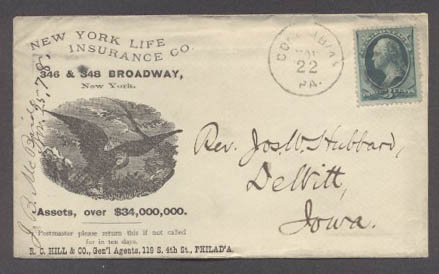 NEW YORK LIFE
INSURANCE CO.
346 & 348 BROADWAY,
New York.
Assets, over $34,000,000.
Postmaster please return this if not called
for in ten days.
H. C. HILL & CO., Gen'l Agents, 116 S. 4th St., PHILAD'A.
COLUMBIA
22
PA.
Rev. Jos. W. Hubbard,
DeWitt,
Iowa.